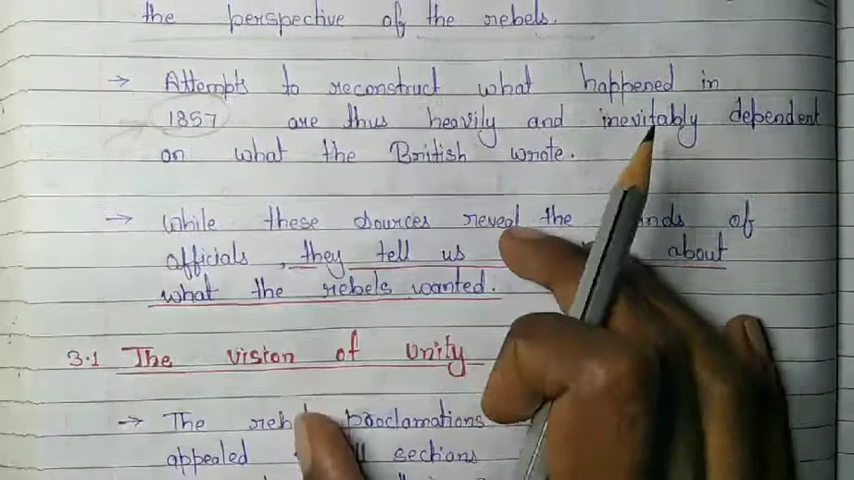 the perspective of the rebels.
→ Attempts to reconstruct what happened in
1857 are thus heavily and inevitably dependent
on what the British wrote.
→ While these sources reveal the of
officials, they tell us about
what the rebels wanted.
3.1 The vision of unity
→ The proclamations
appealed sections